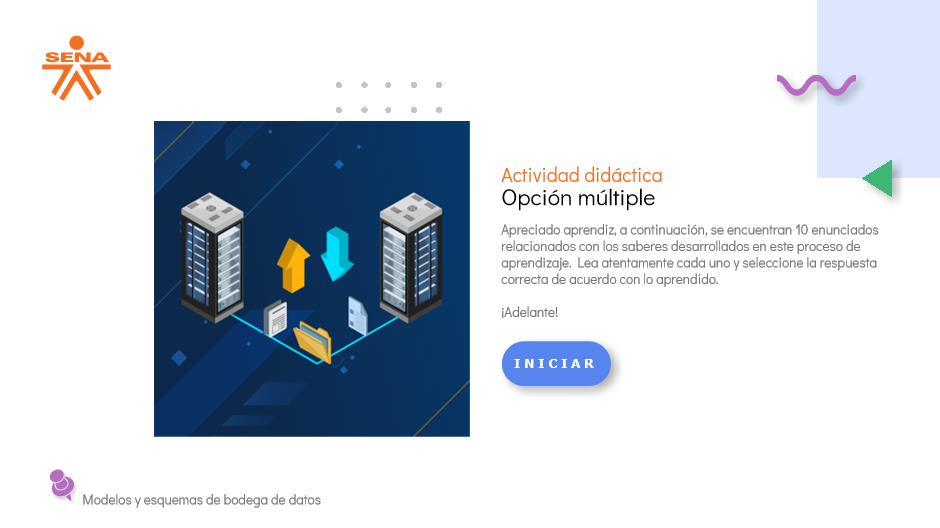 SENA
Actividad didáctica
Opción múltiple
Apreciado aprendiz, a continuación, se encuentran 10 enunciados
relacionados con los saberes desarrollados en este proceso de
aprendizaje. Lea atentamente cada uno y seleccione la respuesta
correcta de acuerdo con lo aprendido.
¡Adelante!
INICIAR
Modelos y esquemas de bodega de datos